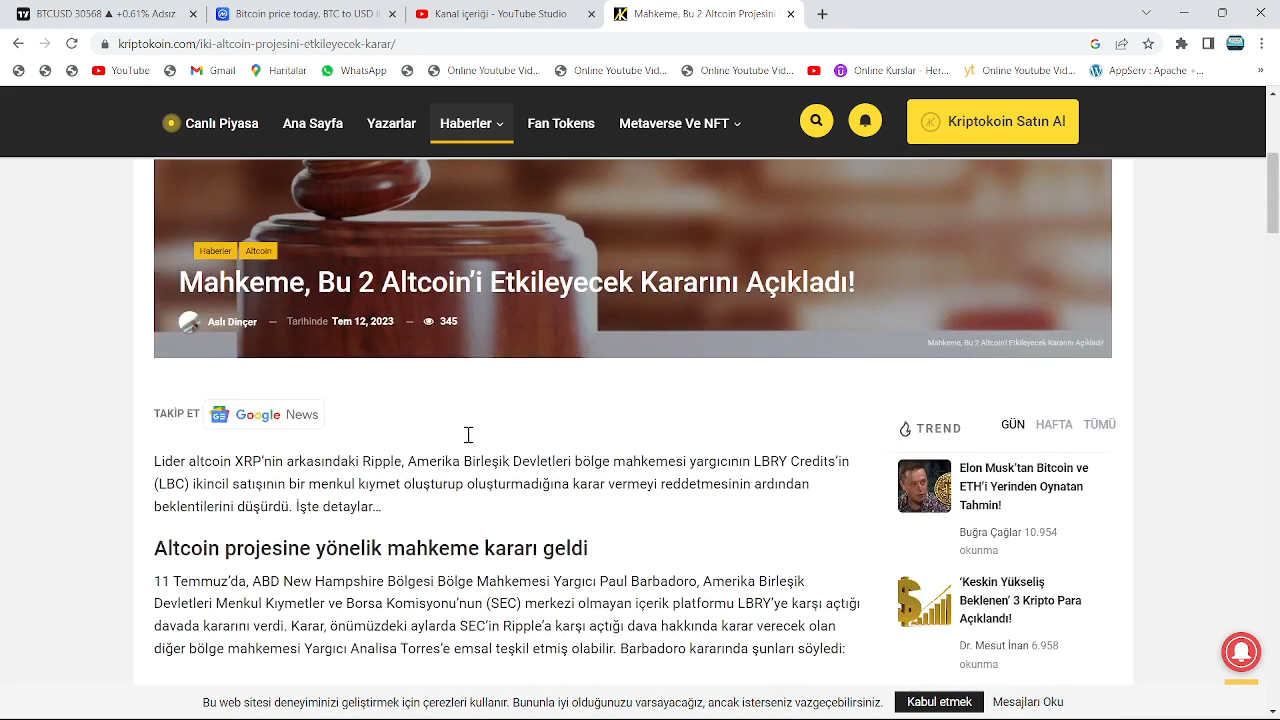 BTCUSD 30568 ▲ +0.61% Adsız
Bitcoin price today, BTC to USD li
Kanal içeriği - YouTube Studio
Mahkeme, Bu 2 Altcoin Projesini
kriptokoin.com/iki-altcoin-projesini-etkileyecek-karar/
YouTube
Gmail
Haritalar
WhatsApp
Online Youtube Vid...
Online Youtube Vid...
Online Youtube Vid...
Online Kurslar - He...
Online Youtube Vid...
AppServ : Apache +...
Canlı Piyasa
Ana Sayfa
Yazarlar
Haberler
Fan Tokens
Metaverse Ve NFT
Kriptokoin Satın Al
Haberler
Altcoin
Mahkeme, Bu 2 Altcoin’i Etkileyecek Kararını Açıkladı!
Aslı Dinçer — Tarihinde Tem 12, 2023 — 345
Mahkeme, Bu 2 Altcoin'i Etkileyecek Kararını Açıkladı!
TAKİP ET Google News
Lider altcoin XRP’nin arkasındaki Ripple, Amerika Birleşik Devletleri bölge mahkemesi yargıcının LBRY Credits’in
(LBC) ikincil satışının bir menkul kıymet oluşturup oluşturmadığına karar vermeyi reddetmesinin ardından
beklentilerini düşürdü. İşte detaylar…
Altcoin projesine yönelik mahkeme kararı geldi
11 Temmuz’da, ABD New Hampshire Bölgesi Bölge Mahkemesi Yargıcı Paul Barbadoro, Amerika Birleşik
Devletleri Menkul Kıymetler ve Borsa Komisyonu’nun (SEC) merkezi olmayan içerik platformu LBRY’ye karşı açtığı
davada kararını verdi. Karar, önümüzdeki aylarda SEC’in Ripple’a karşı açtığı dava hakkında karar verecek olan
diğer bölge mahkemesi Yargıcı Analisa Torres’e emsal teşkil etmiş olabilir. Barbadoro kararında şunları söyledi:
TREND
GÜN HAFTA TÜMÜ
Elon Musk’tan Bitcoin ve
ETH’i Yerinden Oynatan
Tahmin!
Buğra Çağlar 10.954
okunma
‘Keskin Yükseliş
Beklenen’ 3 Kripto Para
Açıklandı!
Dr. Mesut İnan 6.958
okunma
Bu site deneyiminizi geliştirmek için çerezleri kullanır. Bununla iyi olduğunuzu varsayacağız, ancak isterseniz vazgeçebilirsiniz.
Kabul etmek
Mesajları Oku